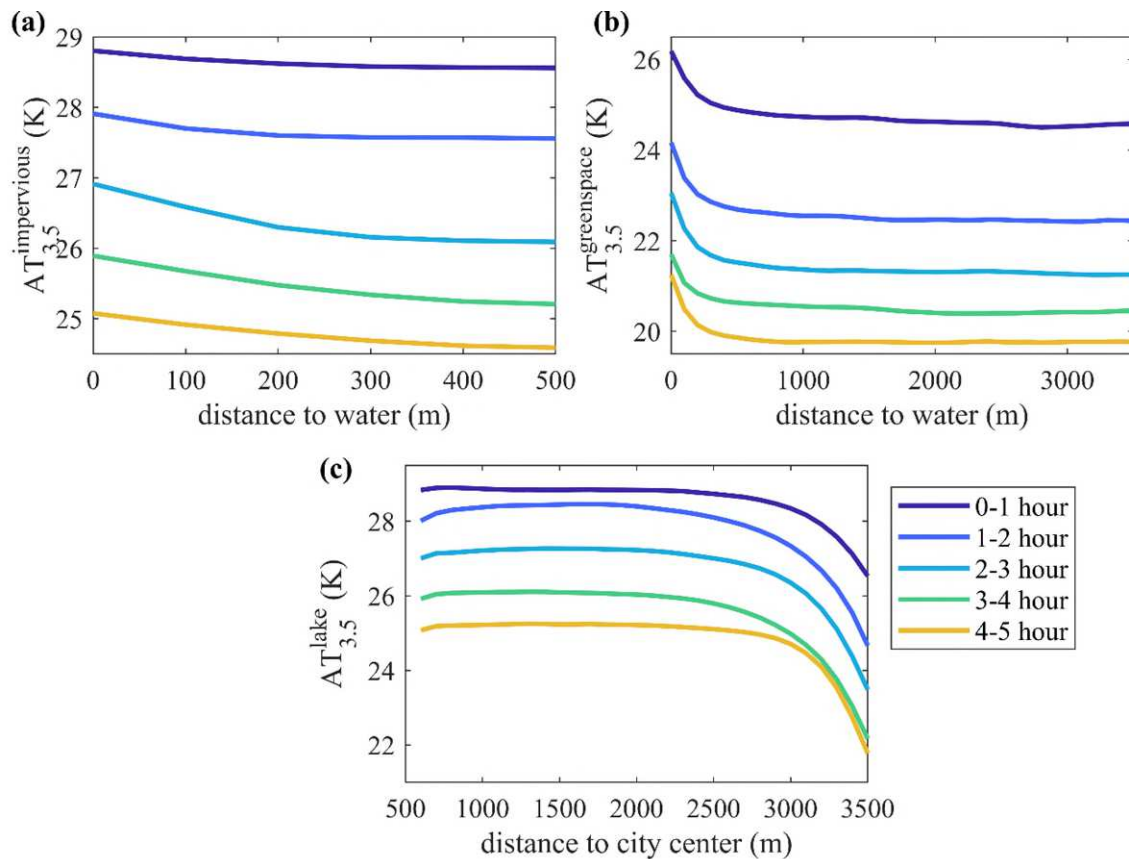 (a)
29
28
27
26
25
AT_{3.5}^{impervious} (K)
0 100 200 300 400 500
distance to water (m)
(b)
26
24
22
20
AT_{3.5}^{greenspace} (K)
0 1000 2000 3000
distance to water (m)
(c)
28
26
24
22
AT_{3.5}^{lake} (K)
500 1000 1500 2000 2500 3000 3500
distance to city center (m)
0-1 hour
1-2 hour
2-3 hour
3-4 hour
4-5 hour